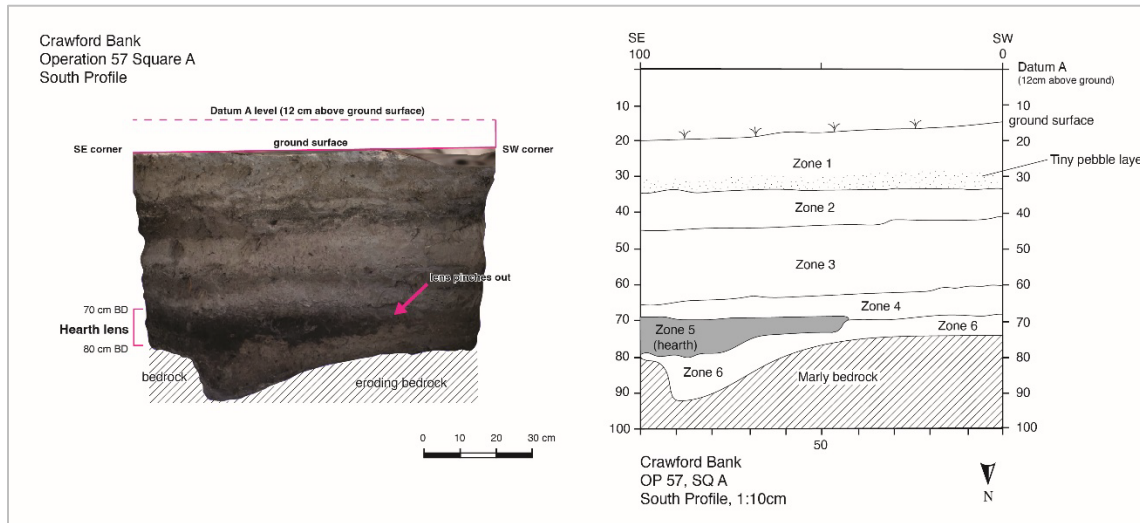 Crawford Bank
Operation 57 Square A
South Profile
Datum A level (12 cm above ground surface)
SE corner
ground surface
SW corner
lens pinches out
70 cm BD
Hearth lens
80 cm BD
bedrock
eroding bedrock
0 10 20 30 cm
SE
100
SW
0
Datum A
(12cm above ground)
10
10
ground surface
20
20
Zone 1
Tiny pebble laye
30
30
Zone 2
40
40
50
50
Zone 3
60
60
Zone 4
70
70
Zone 5
(hearth)
Zone 6
80
80
Zone 6
Marly bedrock
90
90
100
100
50
Crawford Bank
OP 57, SQ A
South Profile, 1:10cm
N